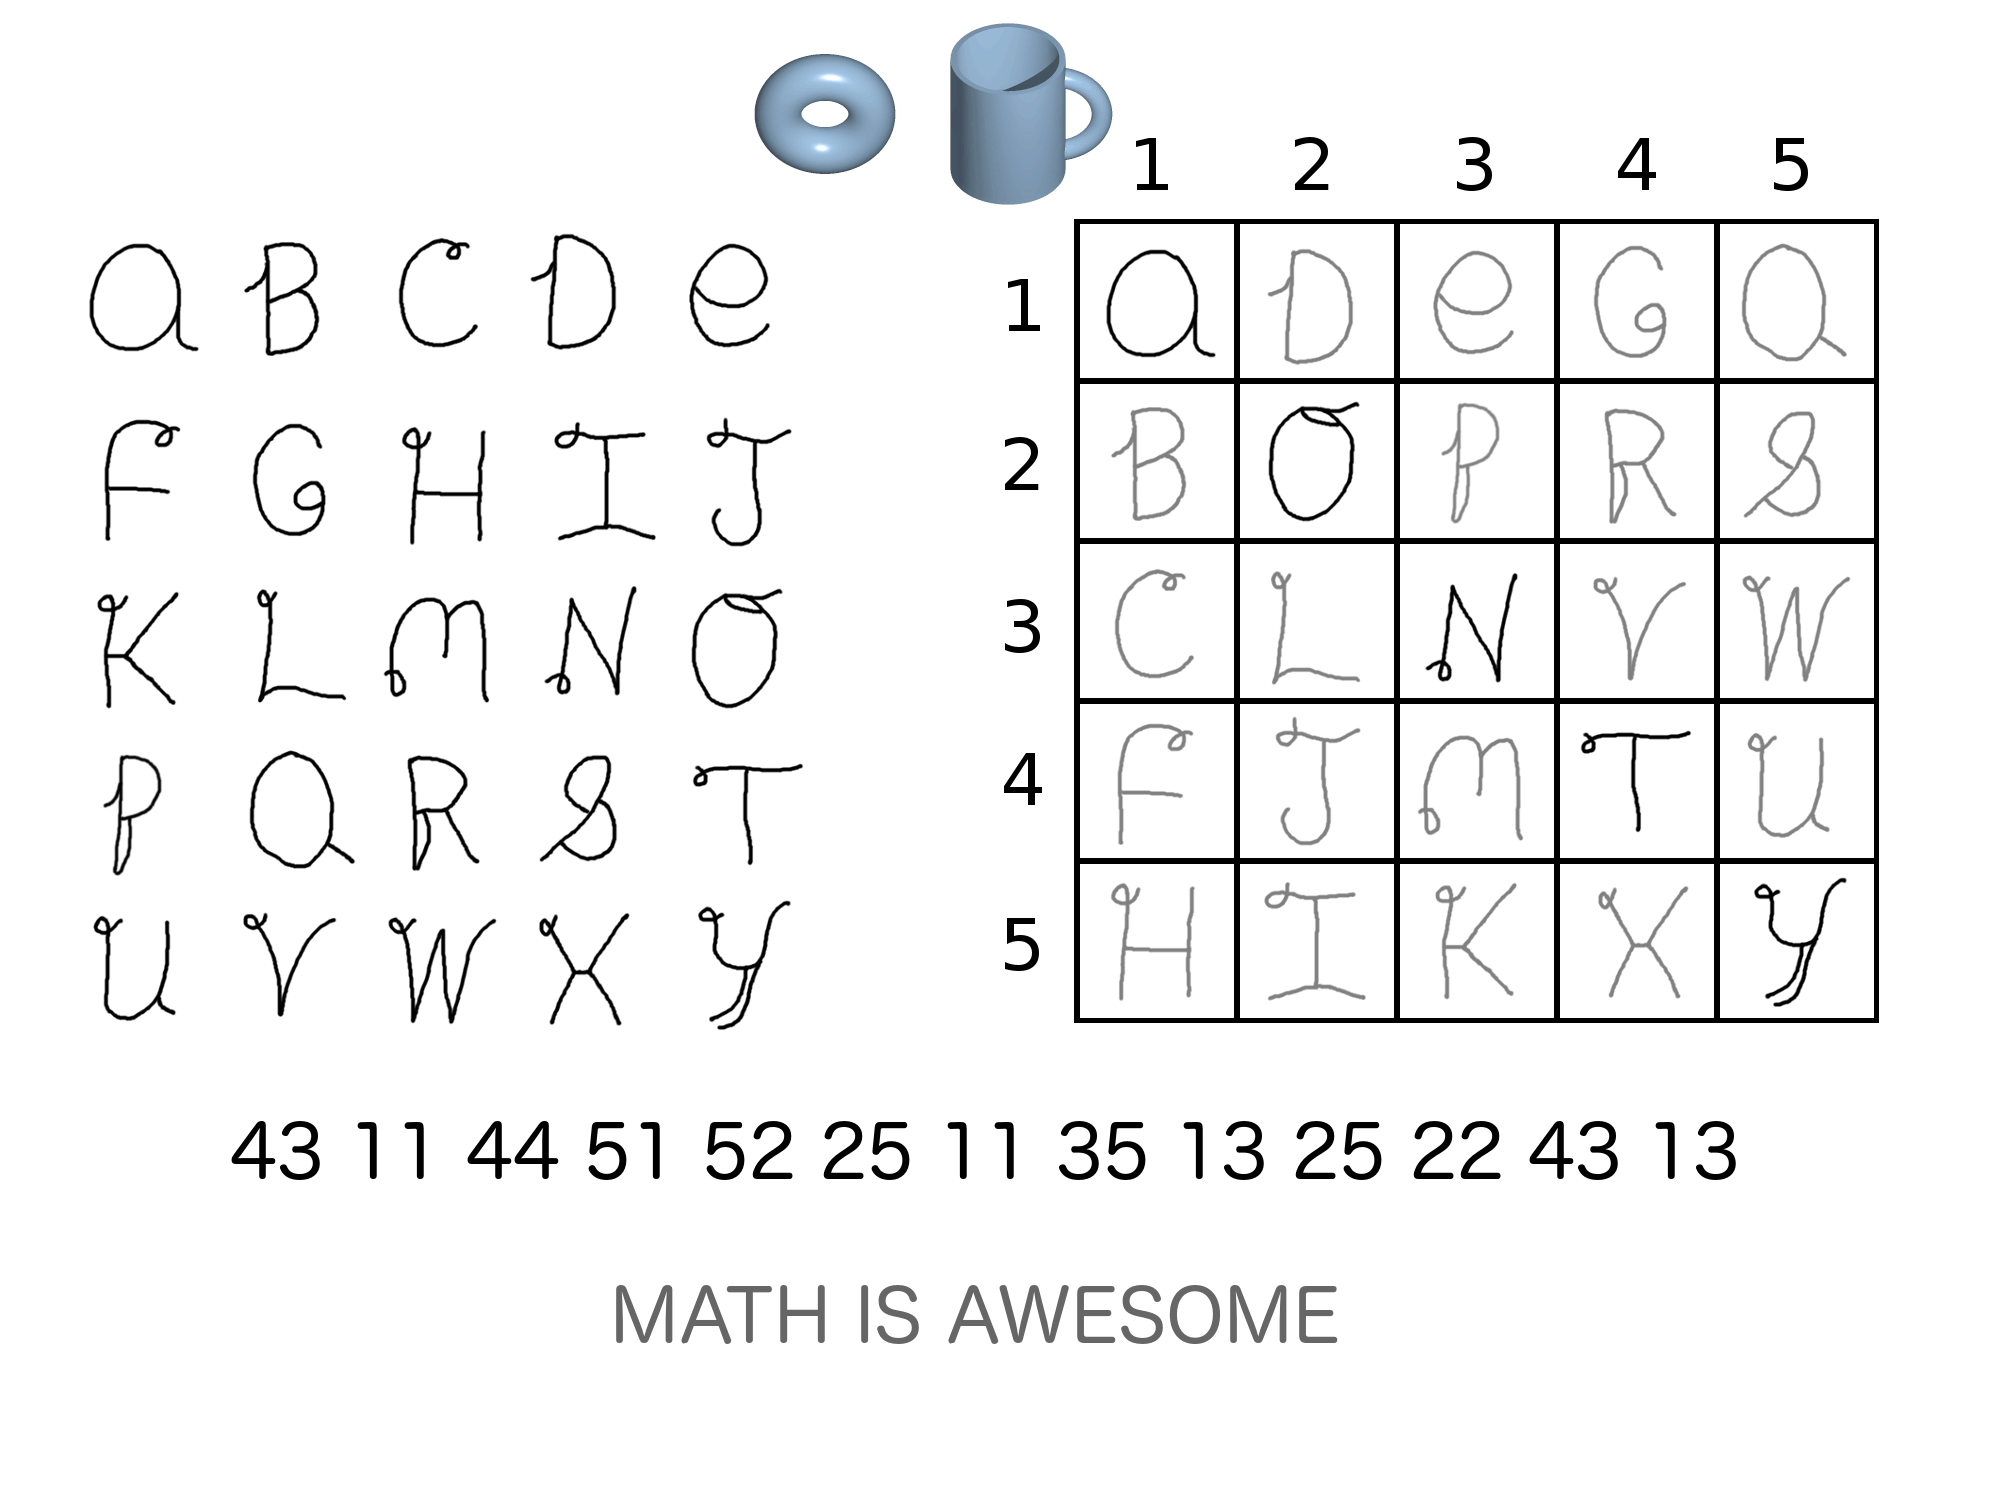 1 2 3 4 5
a B C D e
1 a D e G Q
F G H I J
2 B O P R S
K L M N O
3 C L N V W
P Q R S T
4 F J M T U
U V W X Y
5 H I K X Y
43 11 44 51 52 25 11 35 13 25 22 43 13
MATH IS AWESOME